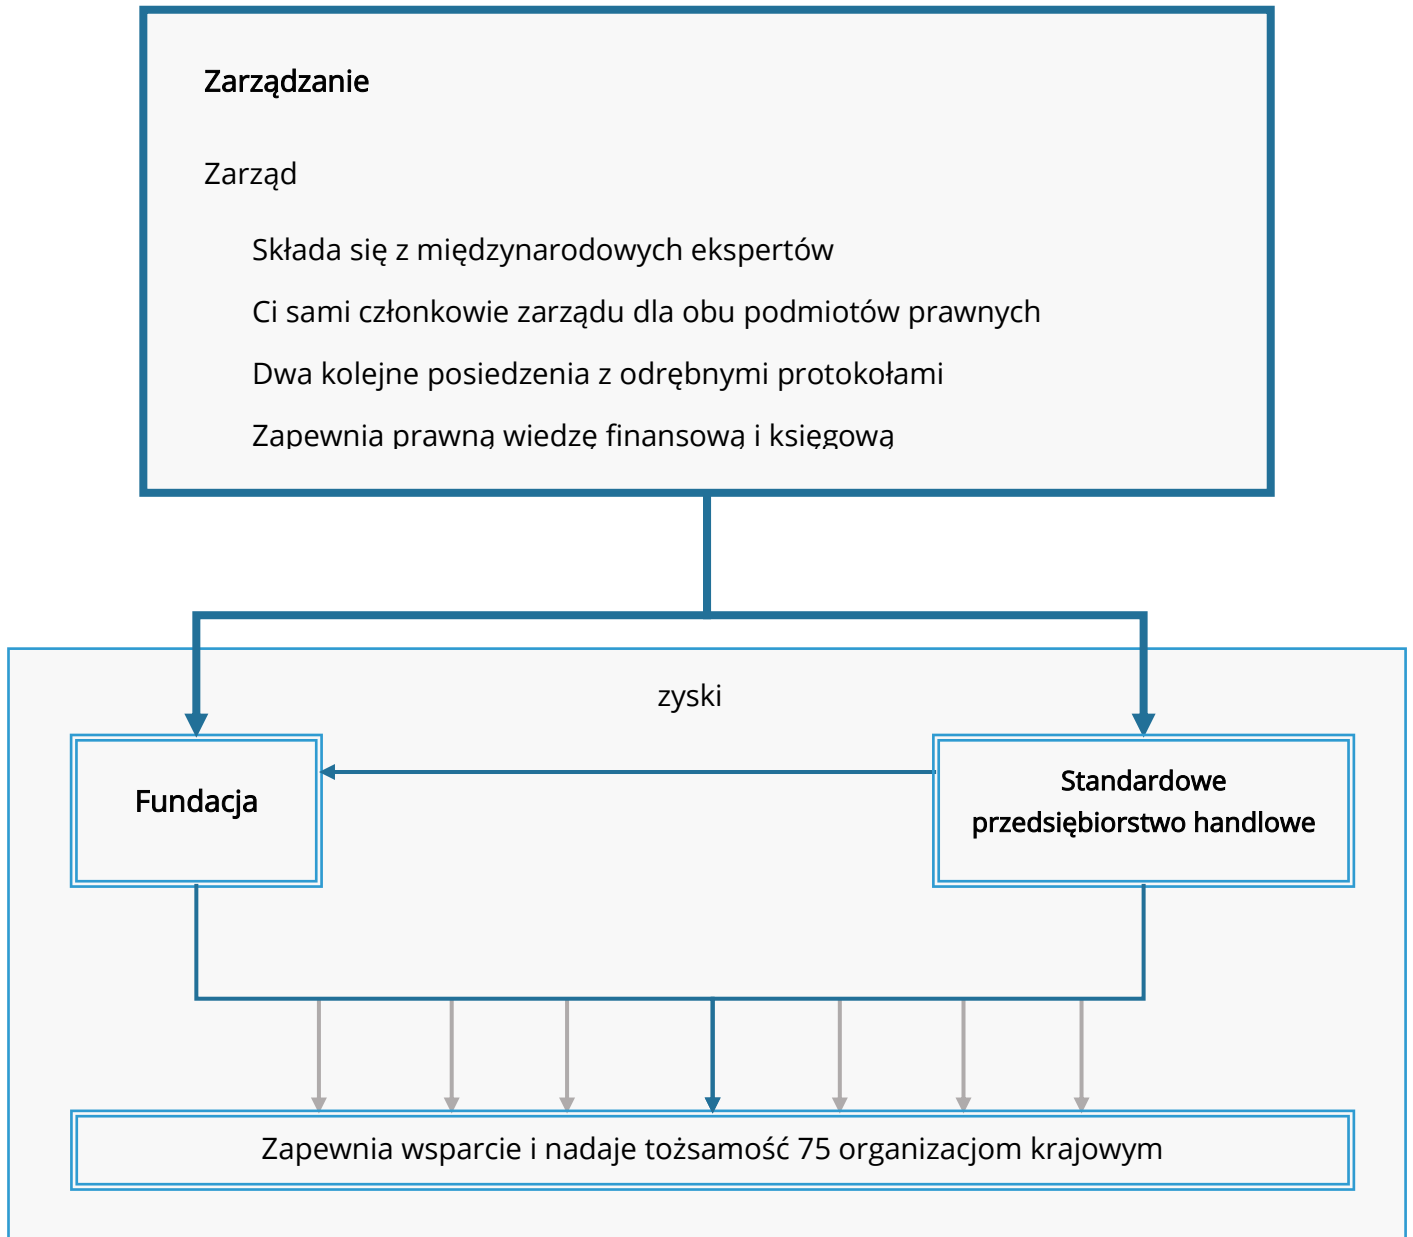 Zarządzanie
Zarząd
Składa się z międzynarodowych ekspertów
Ci sami członkowie zarządu dla obu podmiotów prawnych
Dwa kolejne posiedzenia z odrębnymi protokołami
Zapewnia prawną wiedzę finansową i księgową
zyski
Fundacja
Standardowe
przedsiębiorstwo handlowe
Zapewnia wsparcie i nadaje tożsamość 75 organizacjom krajowym